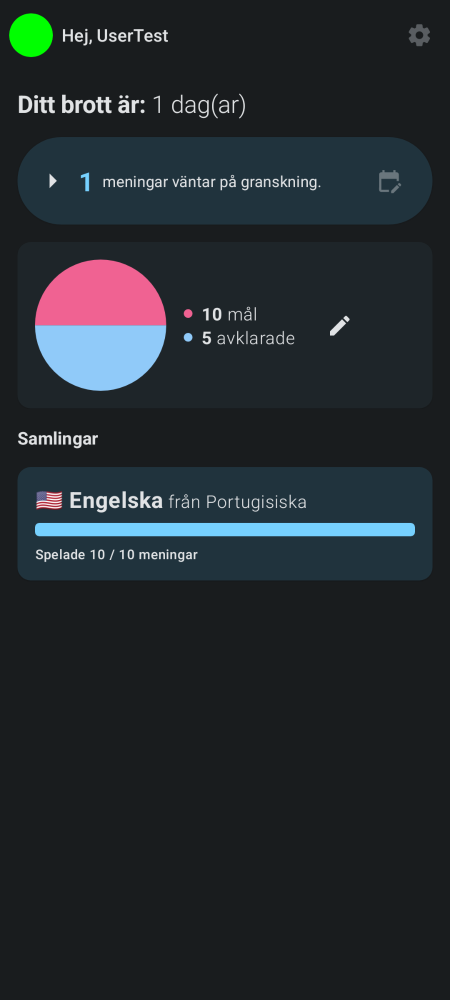 Hej, UserTest
Ditt brott är: 1 dag(ar)
1 meningar väntar på granskning.
10 mål
5 avklarade
Samlingar
Engelska från Portugisiska
Spelade 10 / 10 meningar